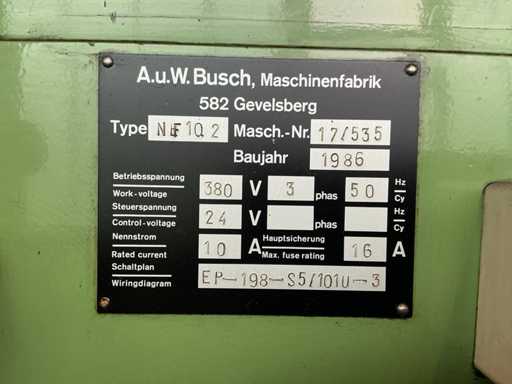 A.u.W. Busch, Maschinenfabrik
582 Gevelsberg
Type NF 10.2 Masch.-Nr. 17/535
Baujahr 1986
Betriebsspannung
Work-voltage 380 V 3 phas 50 Hz Cy
Steuerspannung
Control-voltage 24 V phas Hz Cy
Nennstrom
Rated current 10 A Hauptsicherung Max. fuse rating 16 A
Schaltplan
Wiringdiagram EP-198-S5/101U-3